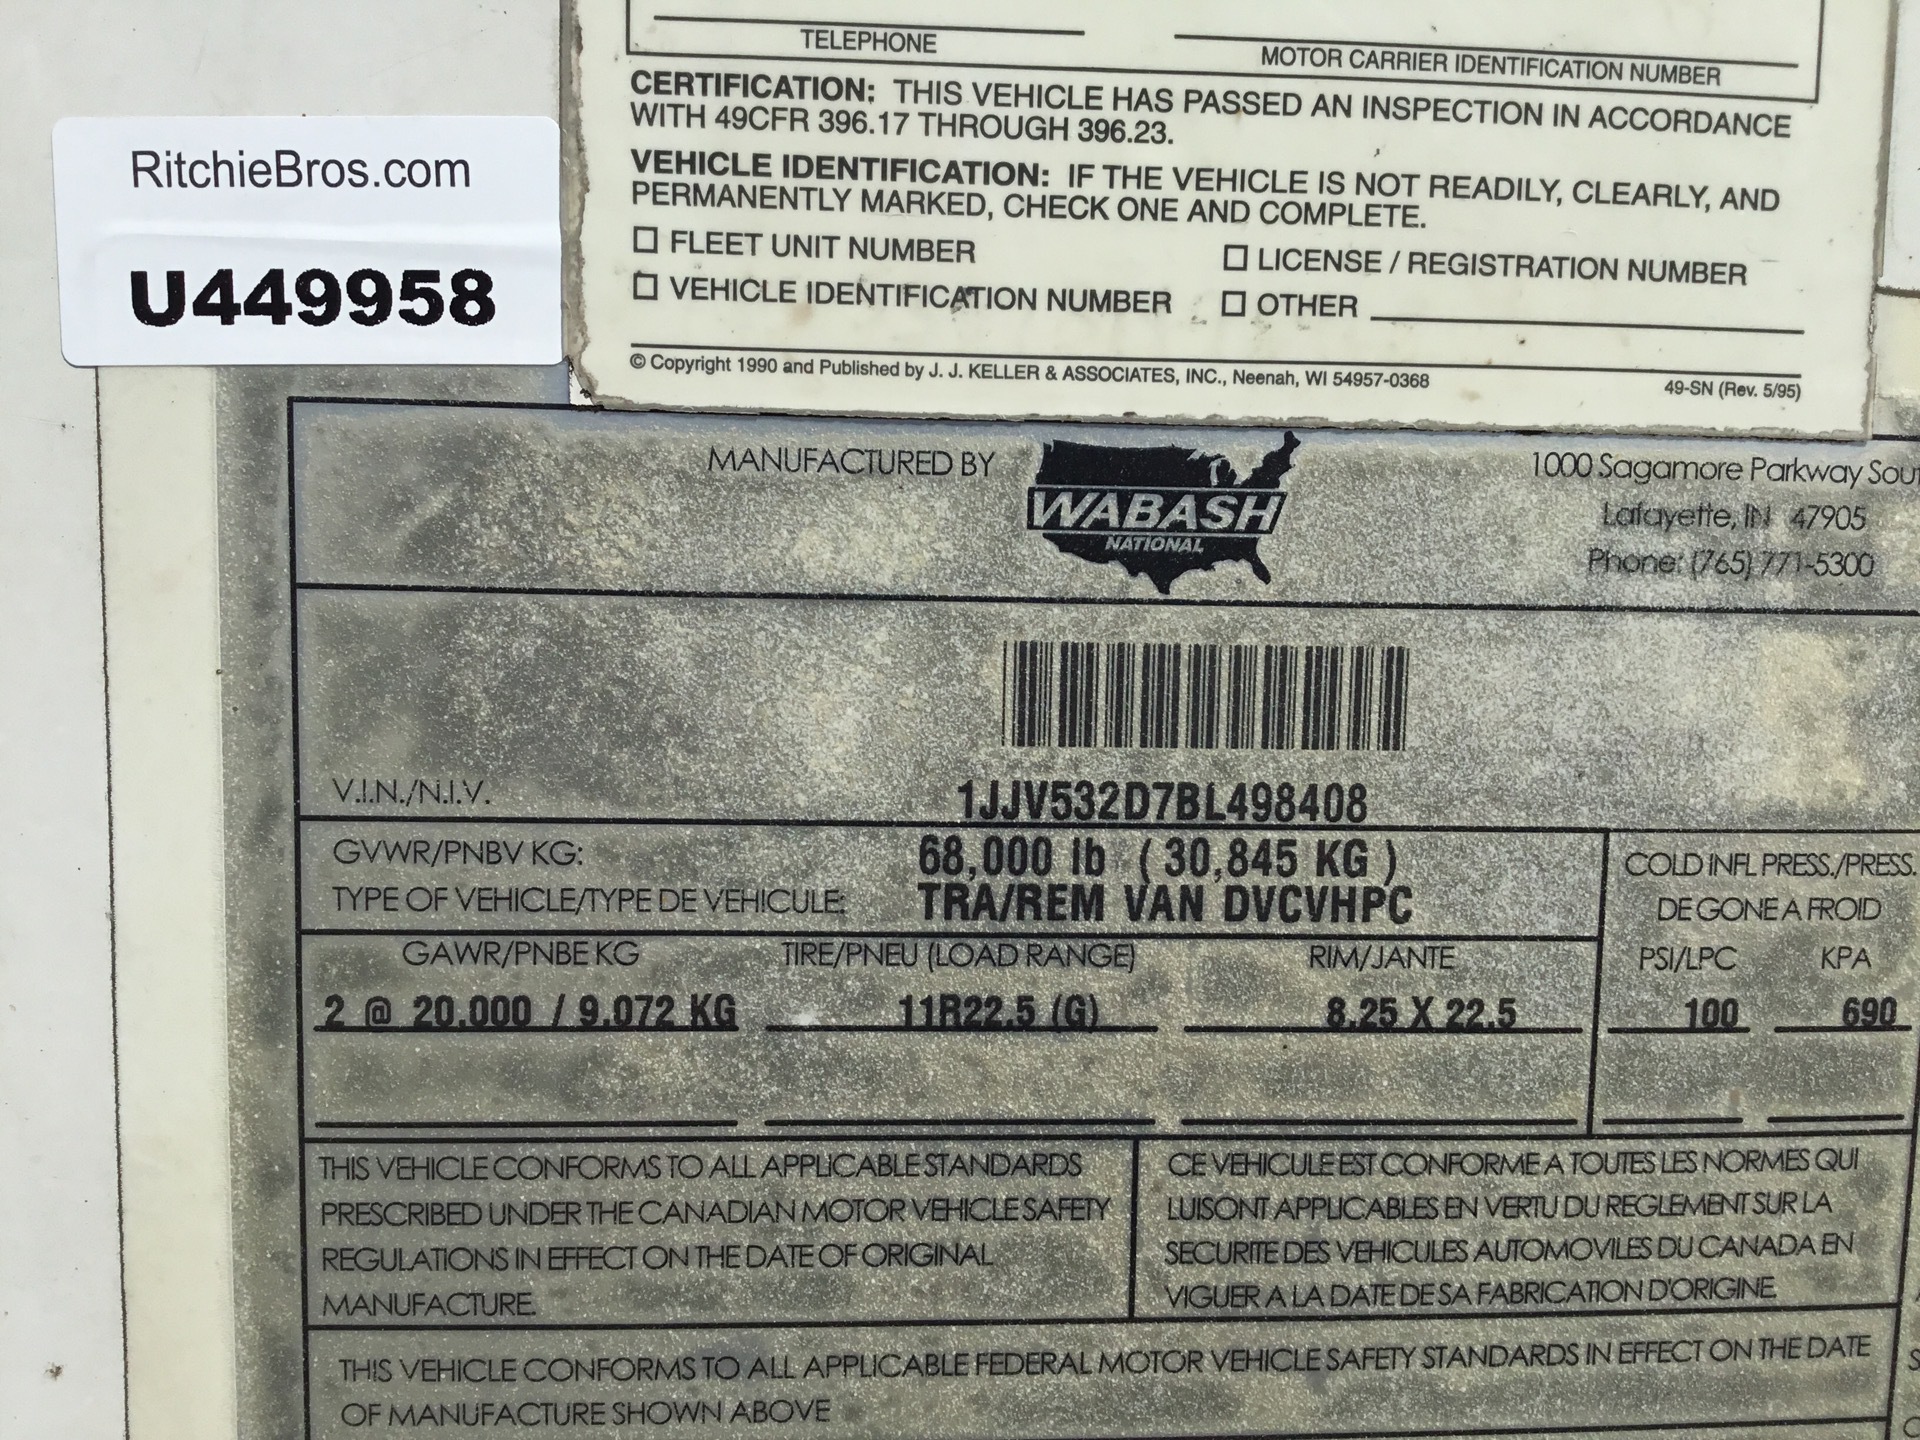 TELEPHONE
MOTOR CARRIER IDENTIFICATION NUMBER
CERTIFICATION: THIS VEHICLE HAS PASSED AN INSPECTION IN ACCORDANCE
WITH 49CFR 396.17 THROUGH 396.23.
VEHICLE IDENTIFICATION: IF THE VEHICLE IS NOT READILY, CLEARLY, AND
PERMANENTLY MARKED, CHECK ONE AND COMPLETE.
☐ FLEET UNIT NUMBER
☐ LICENSE / REGISTRATION NUMBER
☐ VEHICLE IDENTIFICATION NUMBER
☐ OTHER
© Copyright 1990 and Published by J. J. KELLER & ASSOCIATES, INC., Neenah, WI 54957-0368
49-SN (Rev. 5/95)
RitchieBros.com
U449958
MANUFACTURED BY
WABASH
NATIONAL
1000 Sagamore Parkway Sou
Lafayette, IN 47905
Phone: (765) 771-5300
V.I.N./N.I.V.
1JJV532D7BL498408
GVWR/PNBV KG:
68,000 lb ( 30,845 KG )
TYPE OF VEHICLE/TYPE DE VEHICULE:
TRA/REM VAN DVCVHPC
COLD INFL PRESS./PRESS.
DE GONE A FROID
GAWR/PNBE KG
TIRE/PNEU (LOAD RANGE)
RIM/JANTE
PSI/LPC
KPA
2 @ 20,000 / 9,072 KG
11R22.5 (G)
8.25 X 22.5
100
690
THIS VEHICLE CONFORMS TO ALL APPLICABLE STANDARDS
PRESCRIBED UNDER THE CANADIAN MOTOR VEHICLE SAFETY
REGULATIONS IN EFFECT ON THE DATE OF ORIGINAL
MANUFACTURE.
CE VEHICULE EST CONFORME A TOUTES LES NORMES QUI
LUI SONT APPLICABLES EN VERTU DU REGLEMENT SUR LA
SECURITE DES VEHICULES AUTOMOVILES DU CANADA EN
VIGUER A LA DATE DE SA FABRICATION D'ORIGINE.
THIS VEHICLE CONFORMS TO ALL APPLICABLE FEDERAL MOTOR VEHICLE SAFETY STANDARDS IN EFFECT ON THE DATE
OF MANUFACTURE SHOWN ABOVE